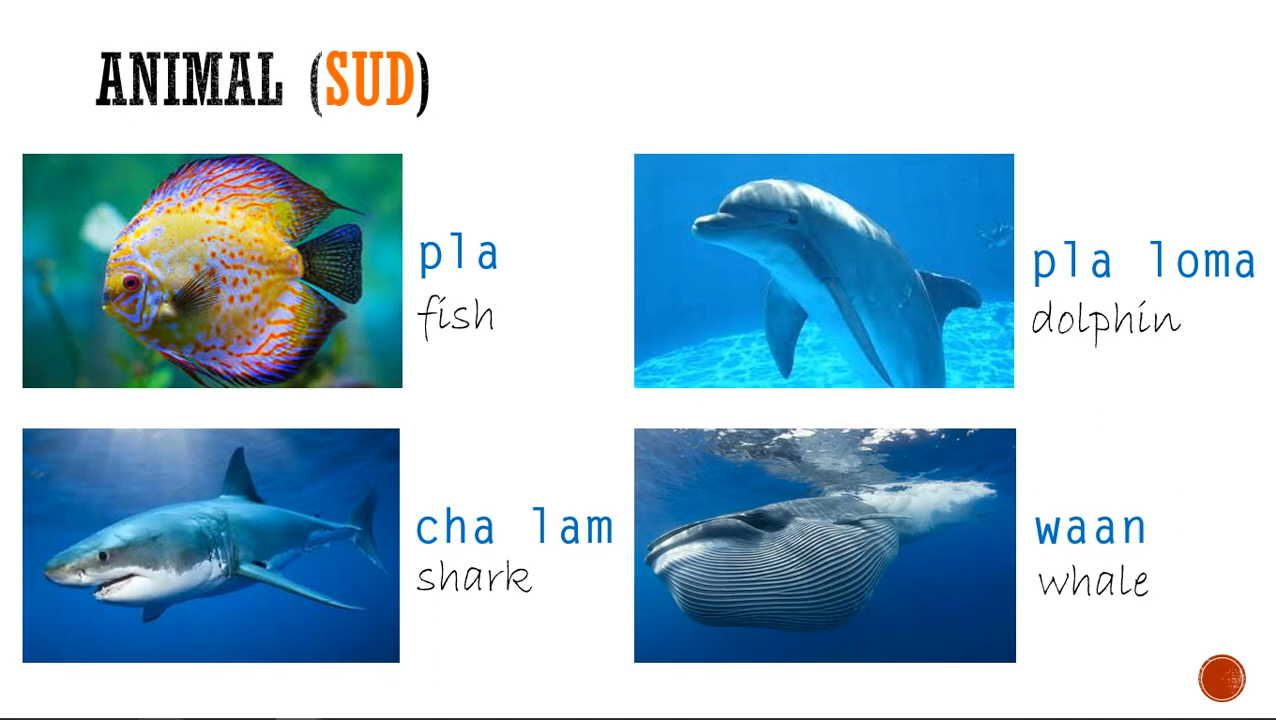 ANIMAL (SUD)
pla
fish
pla loma
dolphin
cha lam
shark
waan
whale